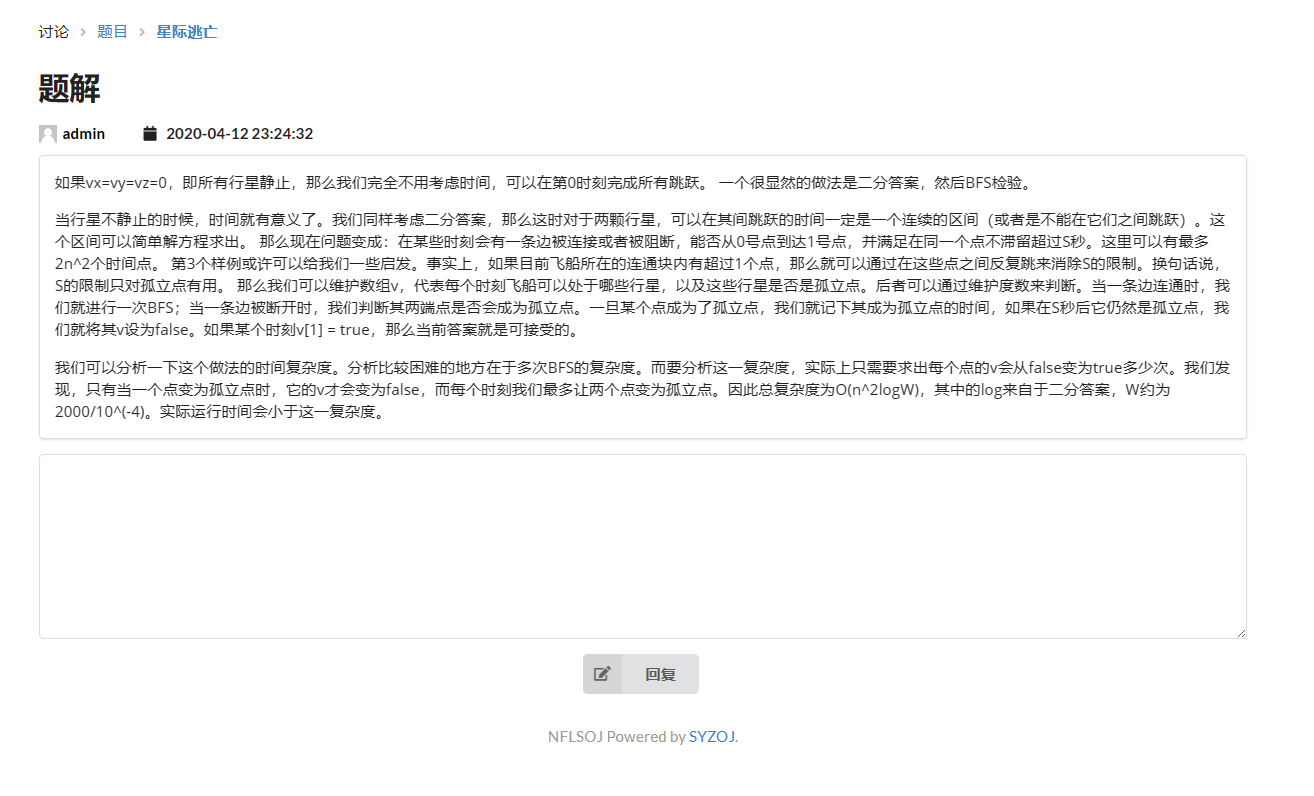 讨论 > 题目 > 星际逃亡
题解
admin 2020-04-12 23:24:32
如果vx=vy=vz=0，即所有行星静止，那么我们完全不用考虑时间，可以在第0时刻完成所有跳跃。 一个很显然的做法是二分答案，然后BFS检验。
当行星不静止的时候，时间就有意义了。我们同样考虑二分答案，那么这时对于两颗行星，可以在其间跳跃的时间一定是一个连续的区间（或者是不能在它们之间跳跃）。这
个区间可以简单解方程求出。 那么现在问题变成：在某些时刻会有一条边被连接或者被阻断，能否从0号点到达1号点，并满足在同一个点不滞留超过S秒。这里可以有最多
2n^2个时间点。 第3个样例或许可以给我们一些启发。事实上，如果目前飞船所在的连通块内有超过1个点，那么就可以通过在这些点之间反复跳来消除S的限制。换句话说，
S的限制只对孤立点有用。 那么我们可以维护数组v，代表每个时刻飞船可以处于哪些行星，以及这些行星是否是孤立点。后者可以通过维护度数来判断。当一条边连通时，我
们就进行一次BFS；当一条边被断开时，我们判断其两端点是否会成为孤立点。一旦某个点成为了孤立点，我们就记下其成为孤立点的时间，如果在S秒后它仍然是孤立点，我
们就将其v设为false。如果某个时刻v[1] = true，那么当前答案就是可接受的。
我们可以分析一下这个做法的时间复杂度。分析比较困难的地方在于多次BFS的复杂度。而要分析这一复杂度，实际上只需要求出每个点的v会从false变为true多少次。我们发
现，只有当一个点变为孤立点时，它的v才会变为false，而每个时刻我们最多让两个点变为孤立点。因此总复杂度为O(n^2logW)，其中的log来自于二分答案，W约为
2000/10^(-4)。实际运行时间会小于这一复杂度。
回复
NFLSOJ Powered by SYZOJ.